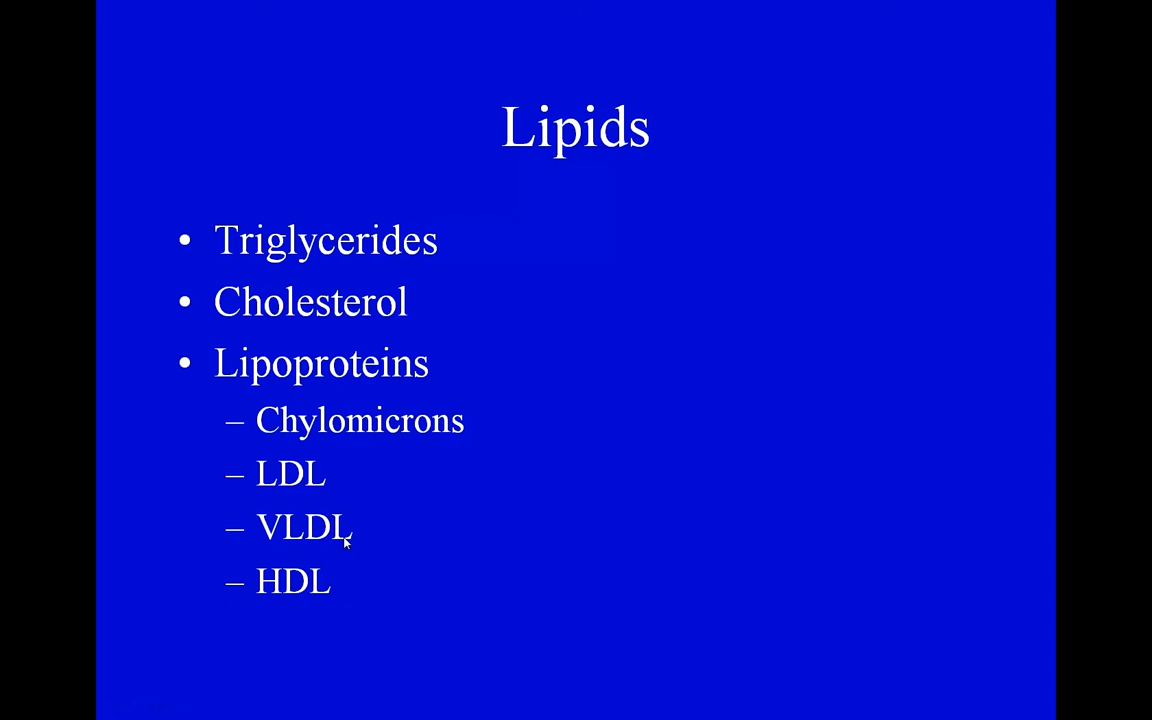 Lipids
• Triglycerides
• Cholesterol
• Lipoproteins
– Chylomicrons
– LDL
– VLDL
– HDL